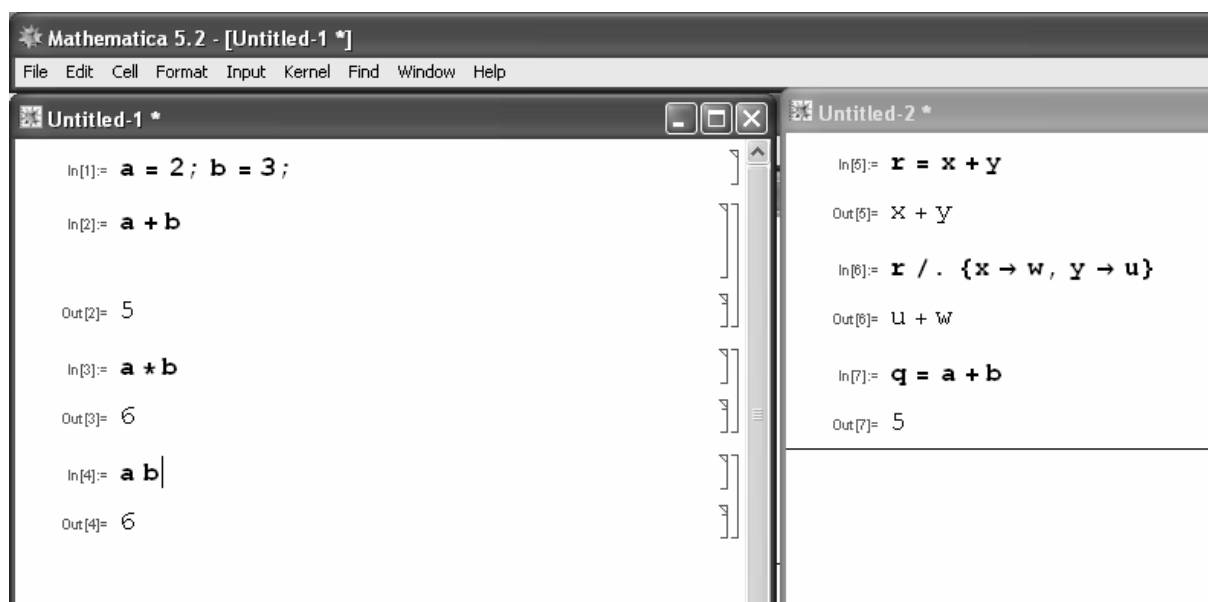 Mathematica 5.2 - [Untitled-1 *]
File Edit Cell Format Input Kernel Find Window Help
Untitled-1 *
In[1]:= a = 2; b = 3;
In[2]:= a + b
Out[2]= 5
In[3]:= a * b
Out[3]= 6
In[4]:= a b
Out[4]= 6
Untitled-2 *
In[5]:= r = x + y
Out[5]= x + y
In[6]:= r /. {x → w, y → u}
Out[6]= u + w
In[7]:= q = a + b
Out[7]= 5